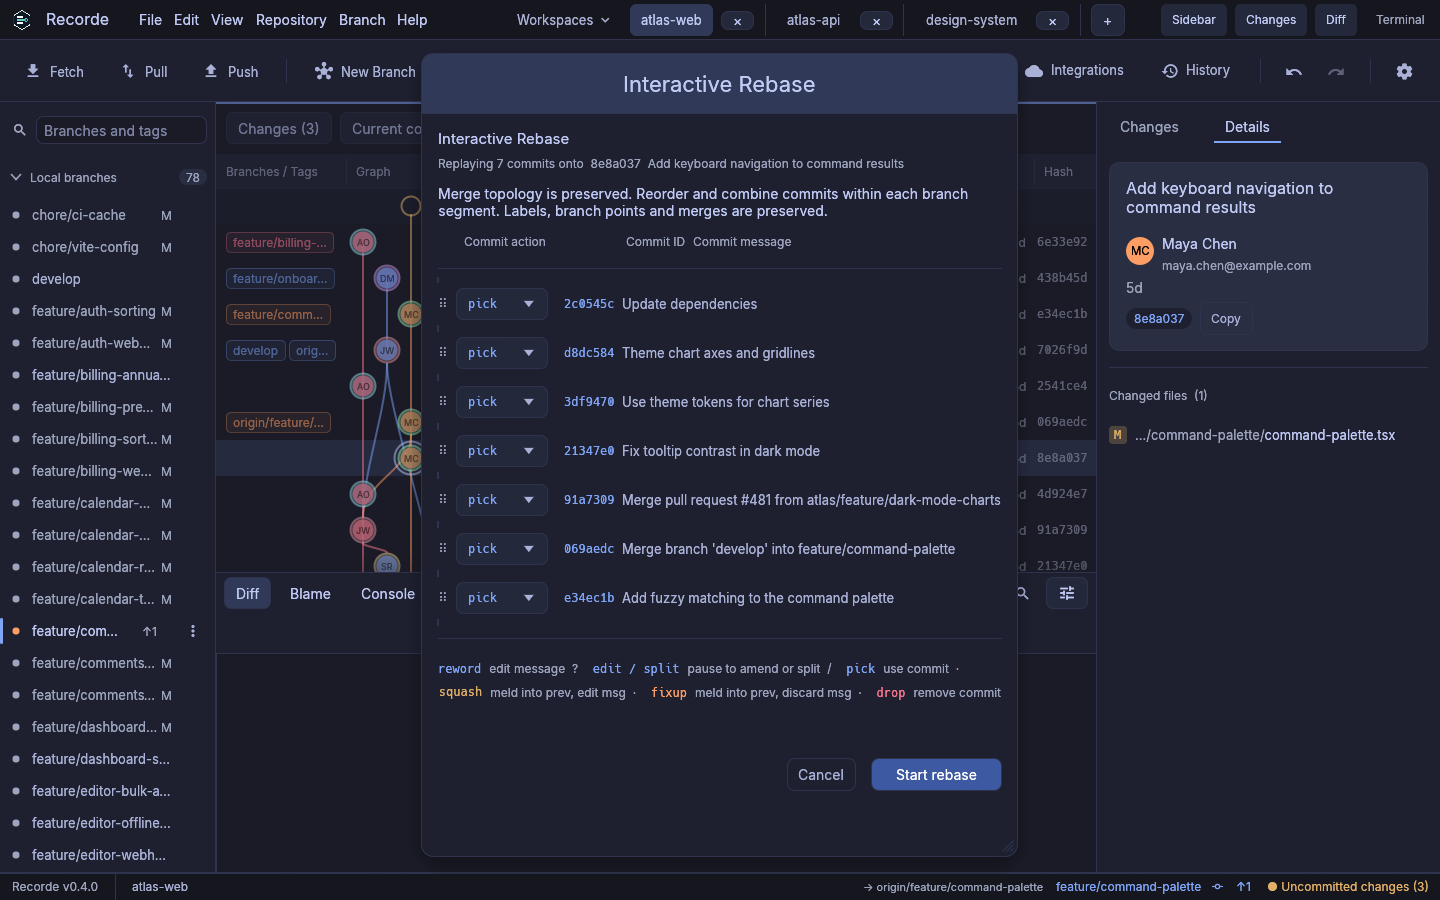 Recorde File Edit View Repository Branch Help Workspaces atlas-web × atlas-api × design-system × + Sidebar Changes Diff Terminal
Fetch Pull Push New Branch Integrations History
Branches and tags
Local branches 78
chore/ci-cache M
chore/vite-config M
develop
feature/auth-sorting M
feature/auth-web... M
feature/billing-annua...
feature/billing-pre... M
feature/billing-sort... M
feature/billing-we... M
feature/calendar-... M
feature/calendar-... M
feature/calendar-r... M
feature/calendar-t... M
feature/com... ↑1
feature/comments... M
feature/comments... M
feature/dashboard... M
feature/dashboard-s...
feature/editor-bulk-a...
feature/editor-offline...
feature/editor-webh...
Changes (3) Current co
Branches / Tags Graph Hash
feature/billing-... AO d 6e33e92
feature/onboar... DM d 438b45d
feature/comm... MC d e34ec1b
develop orig... JW d 7026f9d
AO d 2541ce4
origin/feature/... MC d 069aedc
MC d 8e8a037
AO d 4d924e7
JW d 91a7309
SR d 21347e0
Diff Blame Console
Interactive Rebase
Interactive Rebase
Replaying 7 commits onto 8e8a037 Add keyboard navigation to command results
Merge topology is preserved. Reorder and combine commits within each branch
segment. Labels, branch points and merges are preserved.
Commit action Commit ID Commit message
pick 2c0545c Update dependencies
pick d8dc584 Theme chart axes and gridlines
pick 3df9470 Use theme tokens for chart series
pick 21347e0 Fix tooltip contrast in dark mode
pick 91a7309 Merge pull request #481 from atlas/feature/dark-mode-charts
pick 069aedc Merge branch 'develop' into feature/command-palette
pick e34ec1b Add fuzzy matching to the command palette
reword edit message ? edit / split pause to amend or split / pick use commit ·
squash meld into prev, edit msg · fixup meld into prev, discard msg · drop remove commit
Cancel Start rebase
Changes Details
Add keyboard navigation to
command results
MC Maya Chen
maya.chen@example.com
5d
8e8a037 Copy
Changed files (1)
M .../command-palette/command-palette.tsx
Recorde v0.4.0 atlas-web → origin/feature/command-palette feature/command-palette ↑1 Uncommitted changes (3)